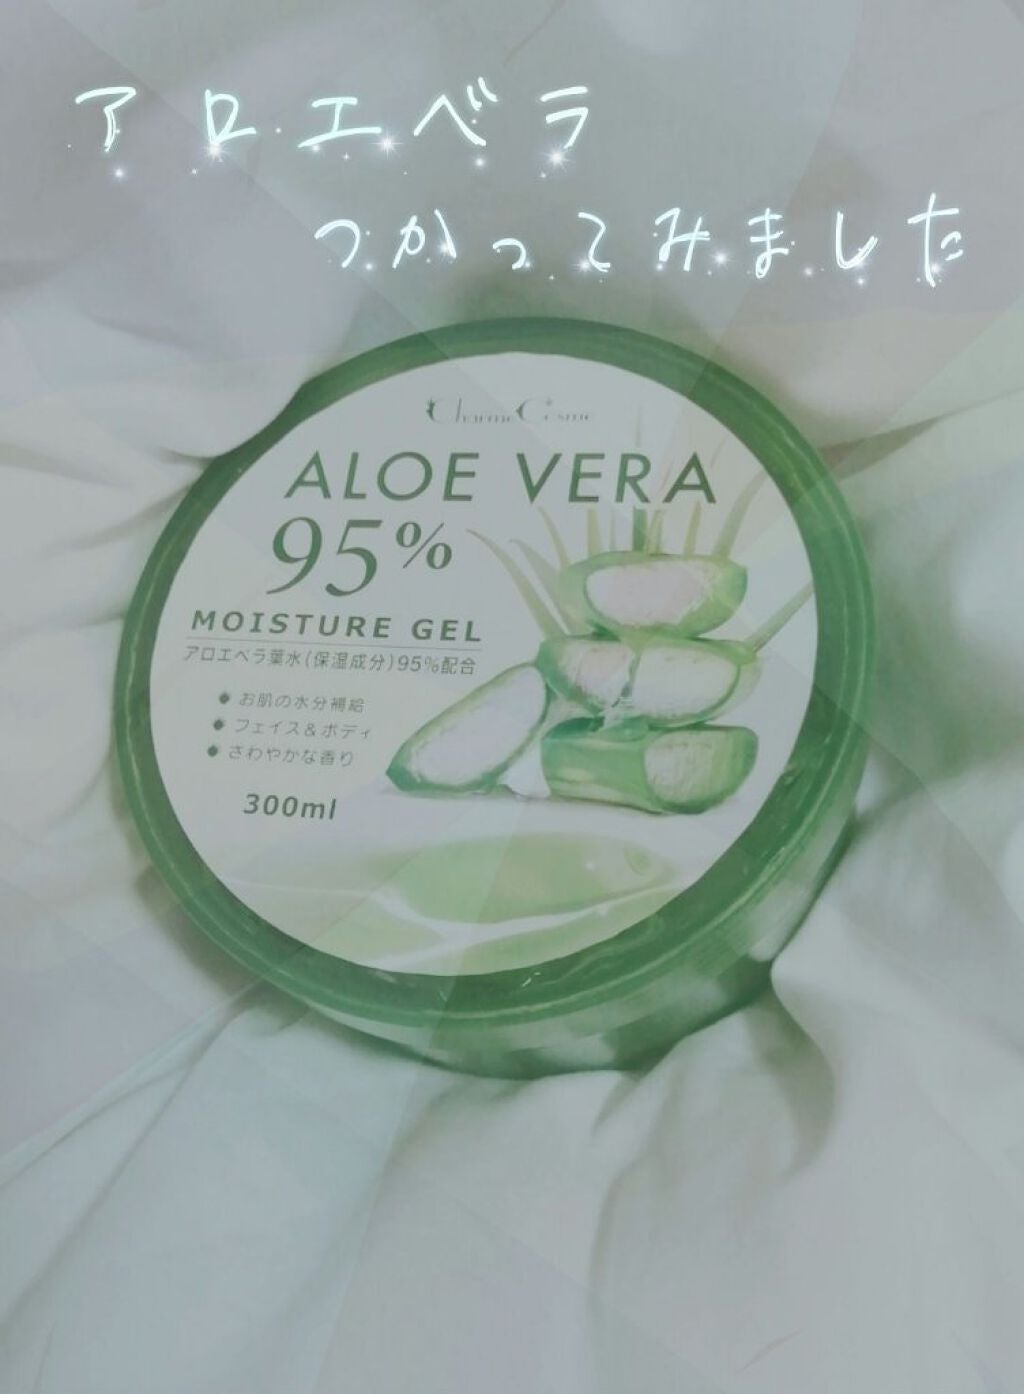 アロエベラ
つかってみました
Charme Cosme
ALOE VERA
95%
MOISTURE GEL
アロエベラ葉水(保湿成分)95%配合
● お肌の水分補給
● フェイス&ボディ
● さわやかな香り
300ml